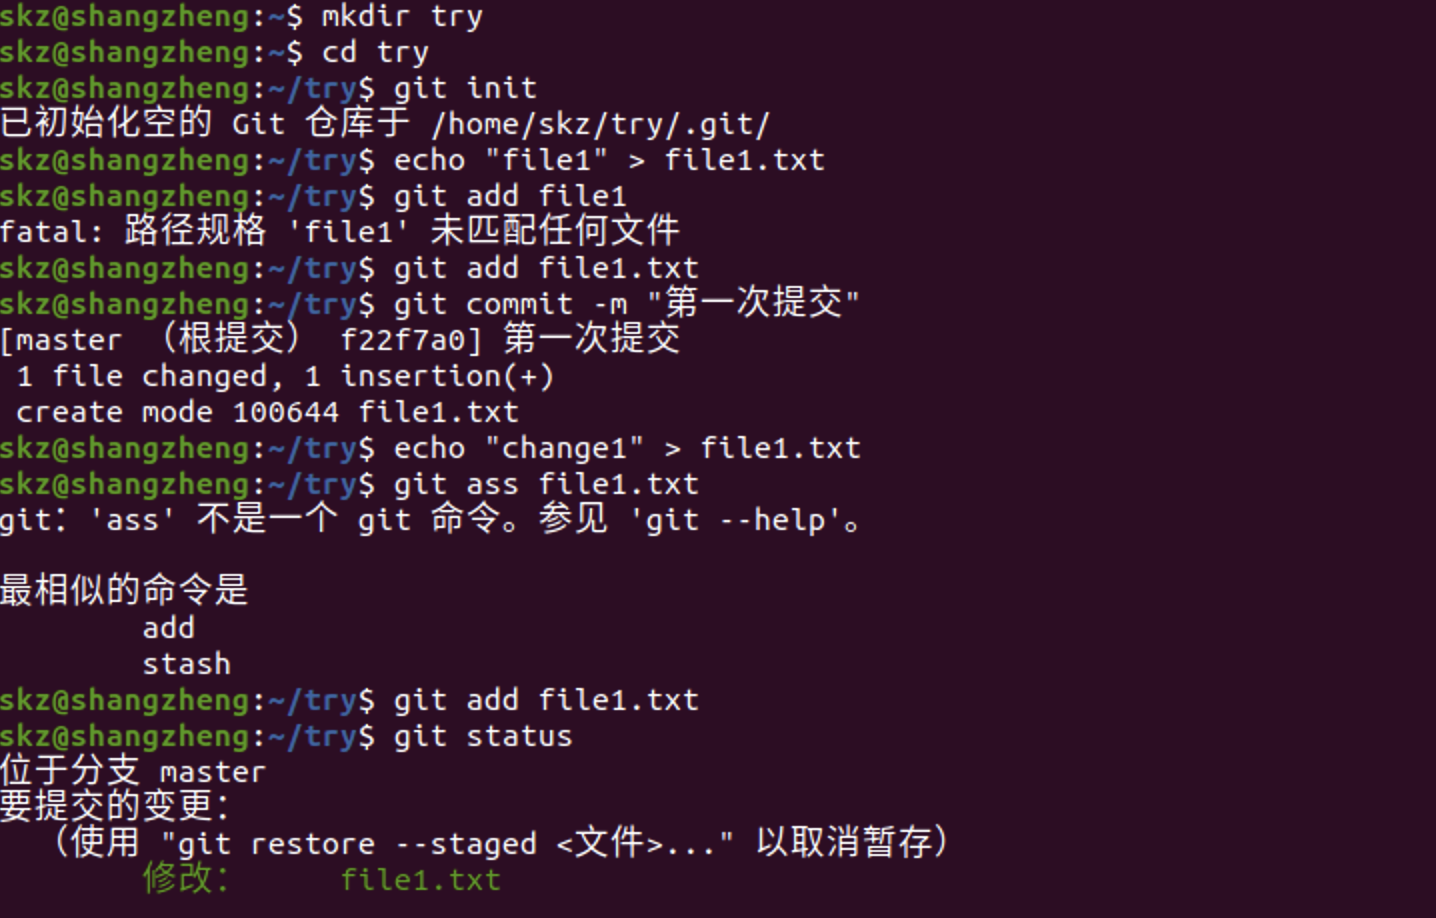 skz@shangzheng:~$ mkdir try
skz@shangzheng:~$ cd try
skz@shangzheng:~/try$ git init
已初始化空的 Git 仓库于 /home/skz/try/.git/
skz@shangzheng:~/try$ echo "file1" > file1.txt
skz@shangzheng:~/try$ git add file1
fatal: 路径规格 'file1' 未匹配任何文件
skz@shangzheng:~/try$ git add file1.txt
skz@shangzheng:~/try$ git commit -m "第一次提交"
[master （根提交） f22f7a0] 第一次提交
 1 file changed, 1 insertion(+)
 create mode 100644 file1.txt
skz@shangzheng:~/try$ echo "change1" > file1.txt
skz@shangzheng:~/try$ git ass file1.txt
git：'ass' 不是一个 git 命令。参见 'git --help'。
最相似的命令是
        add
        stash
skz@shangzheng:~/try$ git add file1.txt
skz@shangzheng:~/try$ git status
位于分支 master
要提交的变更：
  （使用 "git restore --staged <文件>..." 以取消暂存）
        修改：      file1.txt